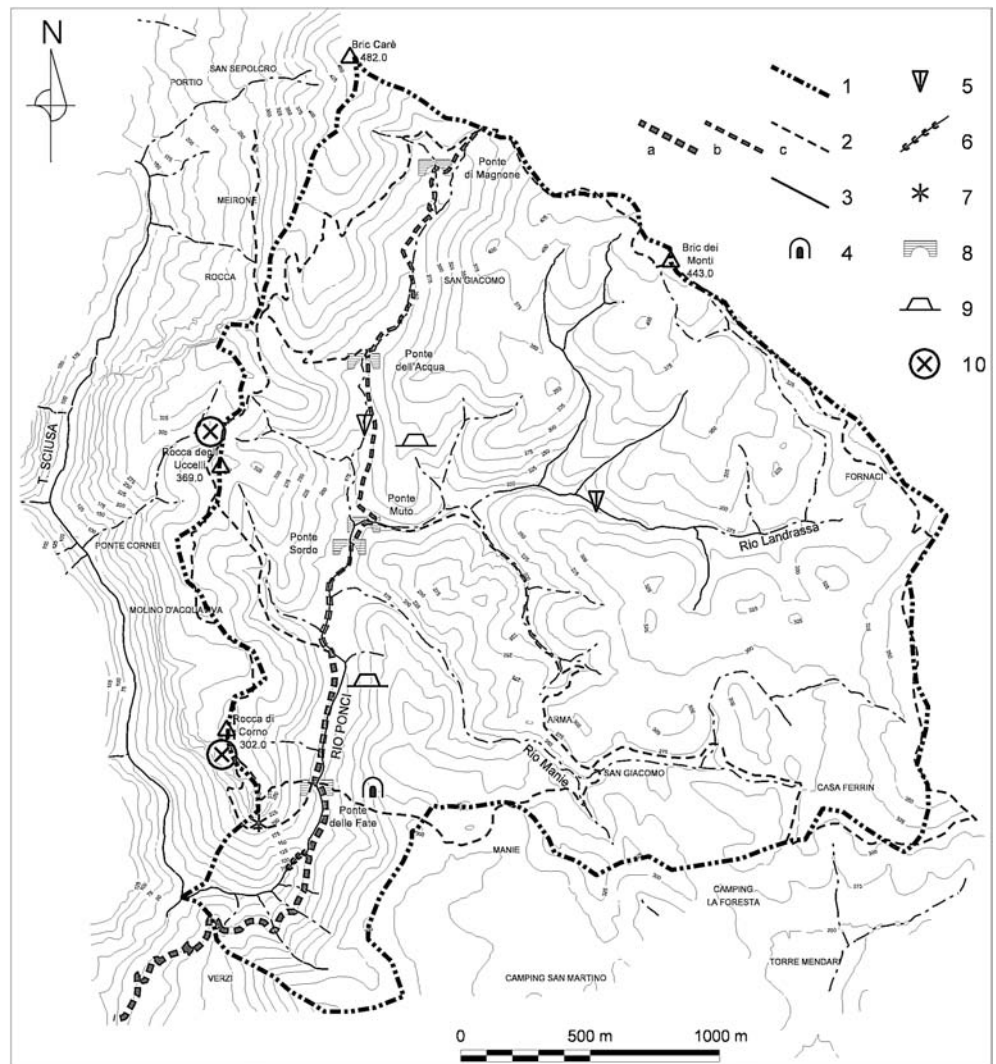 N
Bric Carè
482.0
SAN SEPOLCRO
PORTIO
1
5
a
b
c
2
6
3
7
4
8
9
10
Ponte
di Magnone
MEIRONE
ROCCA
SAN GIACOMO
Bric dei
Monti
443.0
Ponte
dell'Acqua
T. SCIUSA
Rocca degli
Uccelli
369.0
FORNACI
Ponte
Muto
Ponte
Sordo
Rio Landrassa
PONTE CORNEI
MOLINO D'ACQUAVIVA
RIO PONCI
Rocca di
Corno
302.0
ARMA
Rio Manie
SAN GIACOMO
CASA FERRIN
Ponte
delle Fate
MANIE
CAMPING
LA FORESTA
TORRE MENDARI
VERZI
CAMPING SAN MARTINO
0
500 m
1000 m